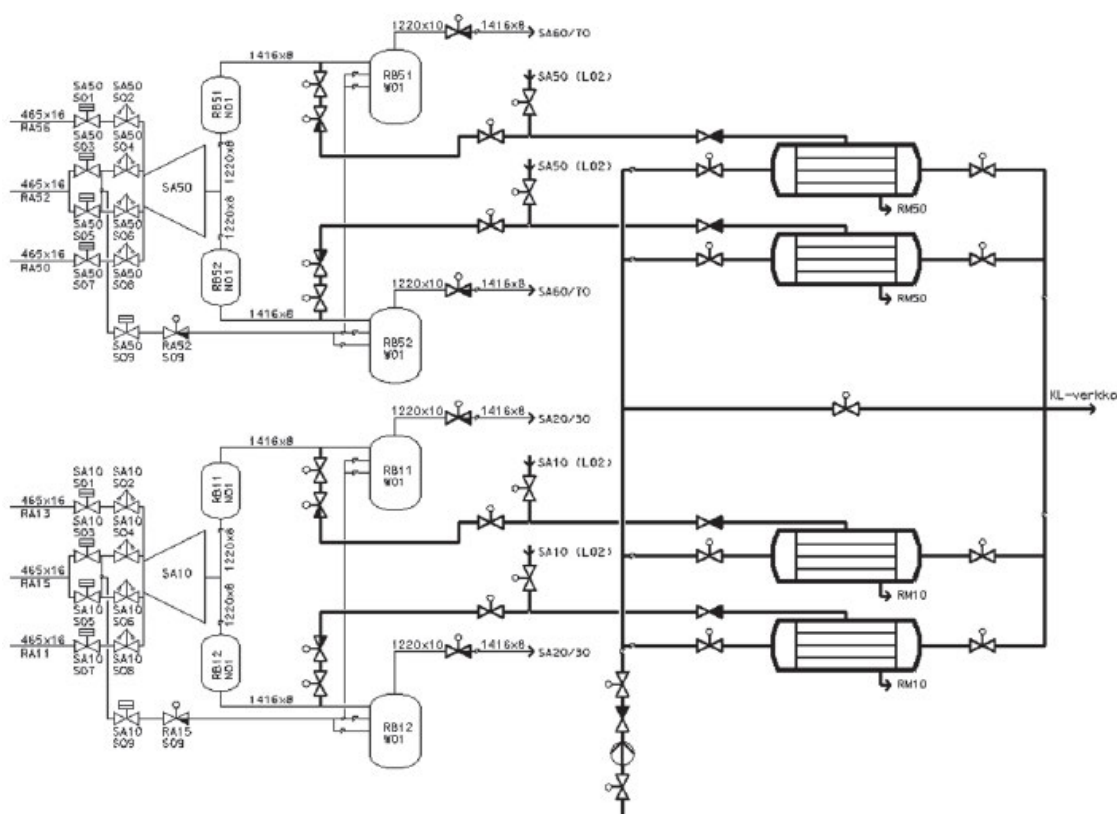 1220x10
1416x8
SA60/70
1416x8
RB51
W01
SA50 (L02)
SA50
S01
SA50
S02
RB51
N01
465x16
RA56
SA50
S03
SA50
S04
1220x8
465x16
RA52
SA50
1220x8
SA50
S05
SA50
S06
465x16
RA50
SA50
S07
SA50
S08
RB52
N01
SA50 (L02)
RM50
RM50
1220x10
1416x8
SA60/70
1416x8
RB52
W01
SA50
S09
RA52
S09
KL-verkko
1220x10
1416x8
SA20/30
1416x8
RB11
W01
SA10 (L02)
SA10
S01
SA10
S02
RB11
N01
465x16
RA13
SA10
S03
SA10
S04
1220x8
465x16
RA15
SA10
1220x8
SA10
S05
SA10
S06
465x16
RA11
SA10
S07
SA10
S08
RB12
N01
SA10 (L02)
RM10
RM10
1220x10
1416x8
SA20/30
1416x8
RB12
W01
SA10
S09
RA15
S09